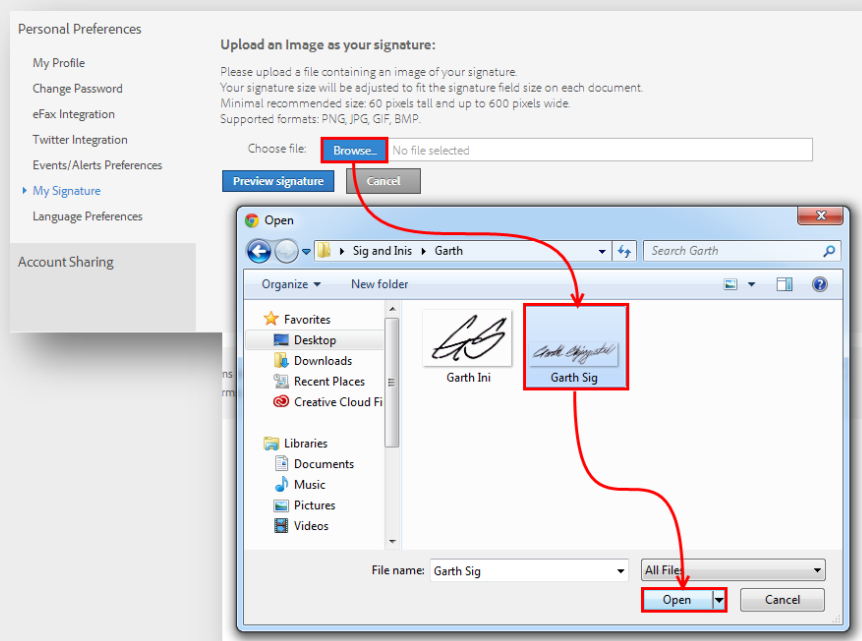 Personal Preferences
My Profile
Change Password
eFax Integration
Twitter Integration
Events/Alerts Preferences
My Signature
Language Preferences
Account Sharing
Upload an Image as your signature:
Please upload a file containing an image of your signature.
Your signature size will be adjusted to fit the signature field size on each document.
Minimal recommended size: 60 pixels tall and up to 600 pixels wide.
Supported formats: PNG, JPG, GIF, BMP.
Choose file: Browse... No file selected
Preview signature Cancel
Open
Sig and Inis Garth Search Garth
Organize New folder
Favorites
Desktop
Downloads
Recent Places
Creative Cloud Fi
Libraries
Documents
Music
Pictures
Videos
GS
Garth Ini
Garth Sig
File name: Garth Sig All Files
Open Cancel